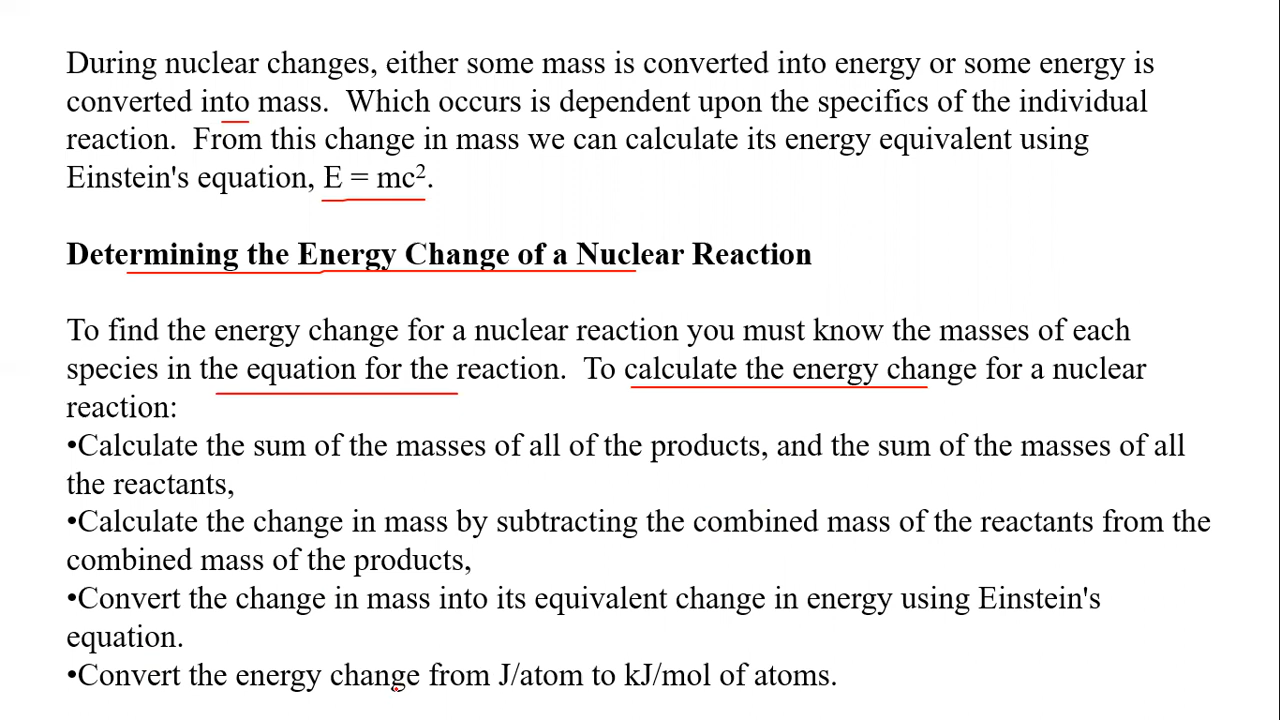 During nuclear changes, either some mass is converted into energy or some energy is
converted into mass.  Which occurs is dependent upon the specifics of the individual
reaction.  From this change in mass we can calculate its energy equivalent using
Einstein's equation, E = mc².
Determining the Energy Change of a Nuclear Reaction
To find the energy change for a nuclear reaction you must know the masses of each
species in the equation for the reaction.  To calculate the energy change for a nuclear
reaction:
•Calculate the sum of the masses of all of the products, and the sum of the masses of all
the reactants,
•Calculate the change in mass by subtracting the combined mass of the reactants from the
combined mass of the products,
•Convert the change in mass into its equivalent change in energy using Einstein's
equation.
•Convert the energy change from J/atom to kJ/mol of atoms.